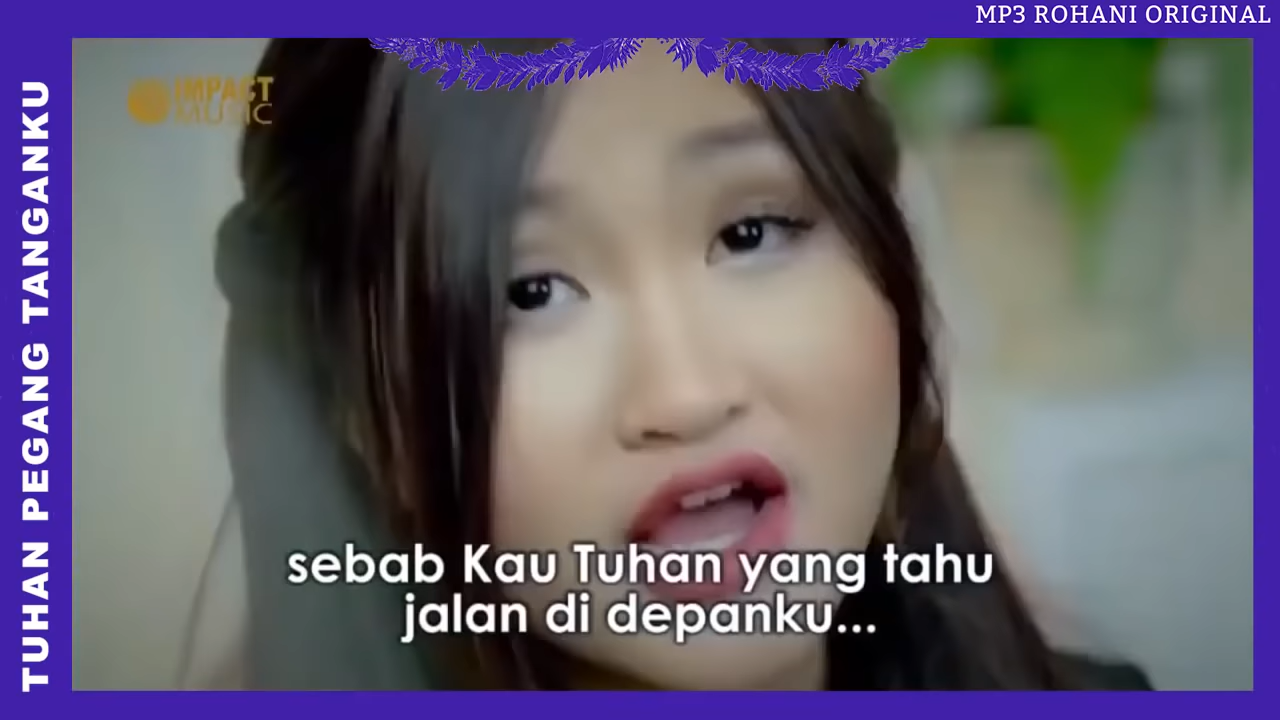 MP3 ROHANI ORIGINAL
IMPACT
MUSIC
TUHAN PEGANG TANGANKU
sebab Kau Tuhan yang tahu
jalan di depanku...